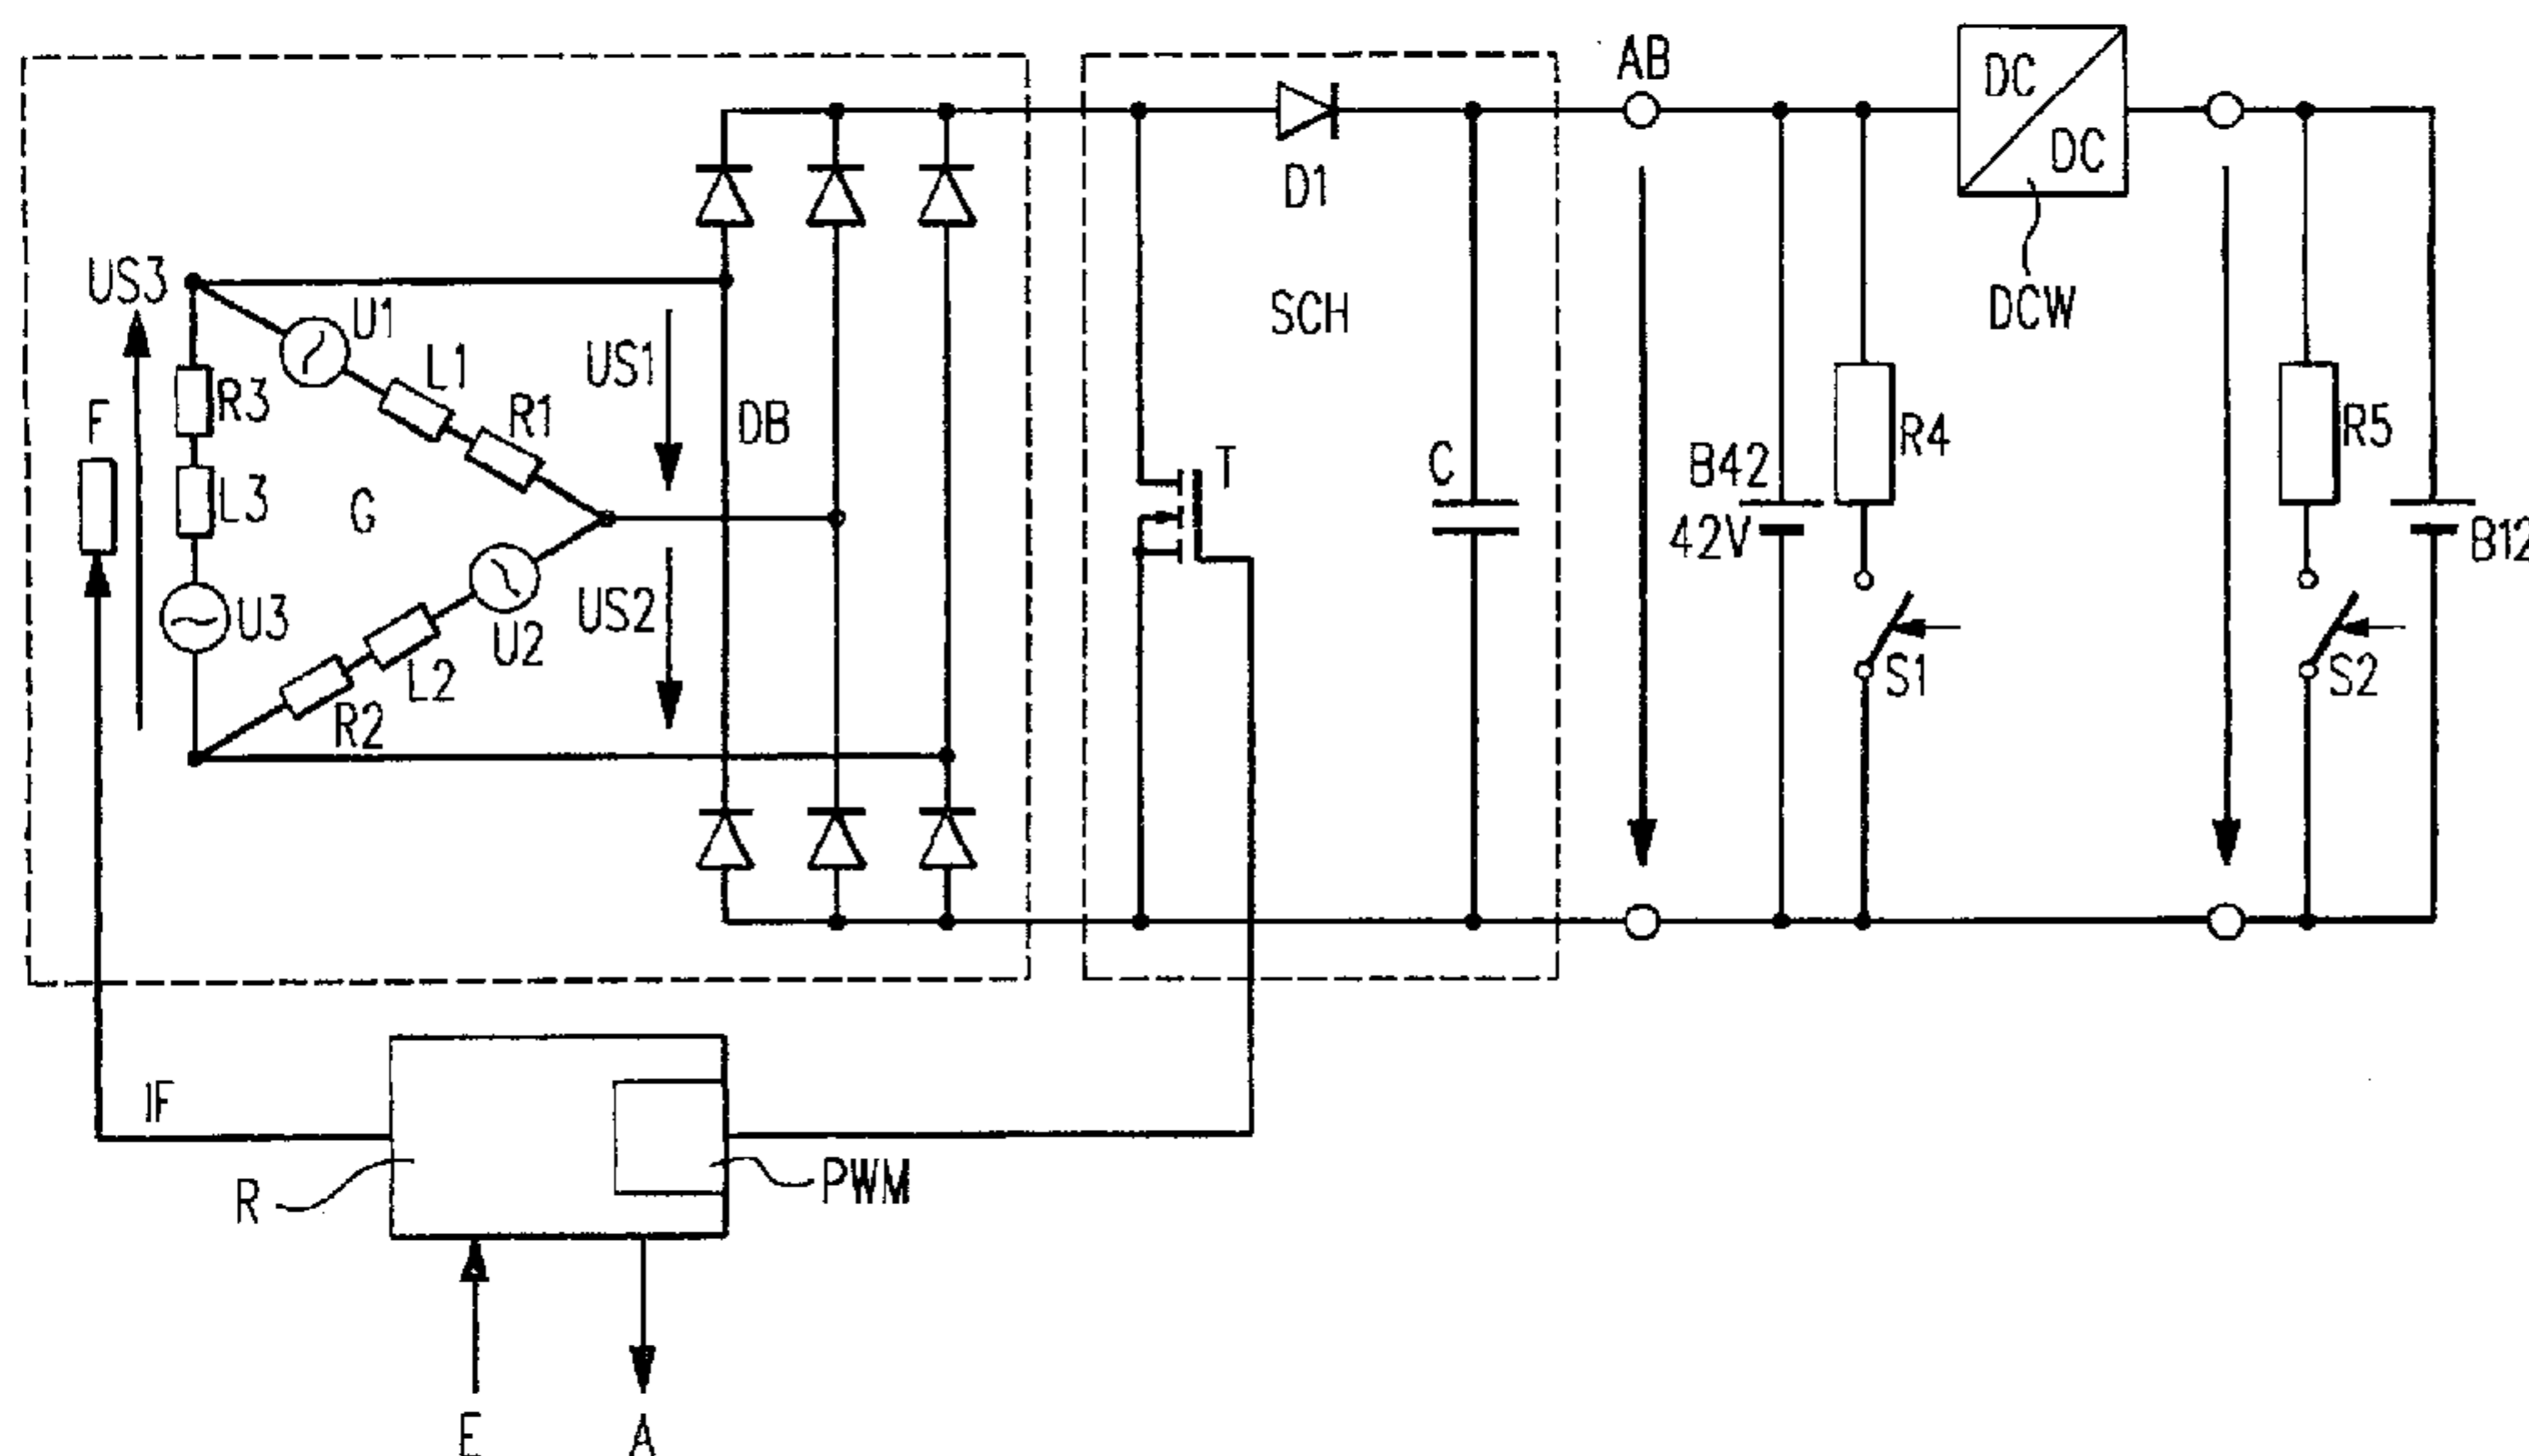 AB
DC
DC
D1
DCW
US3
U1
SCH
US1
L1
R3
F
R1
DB
R4
R5
T
C
B42
L3
G
42V
B12
US2
U3
U2
L2
S1
S2
R2
IF
PWM
R
E
A